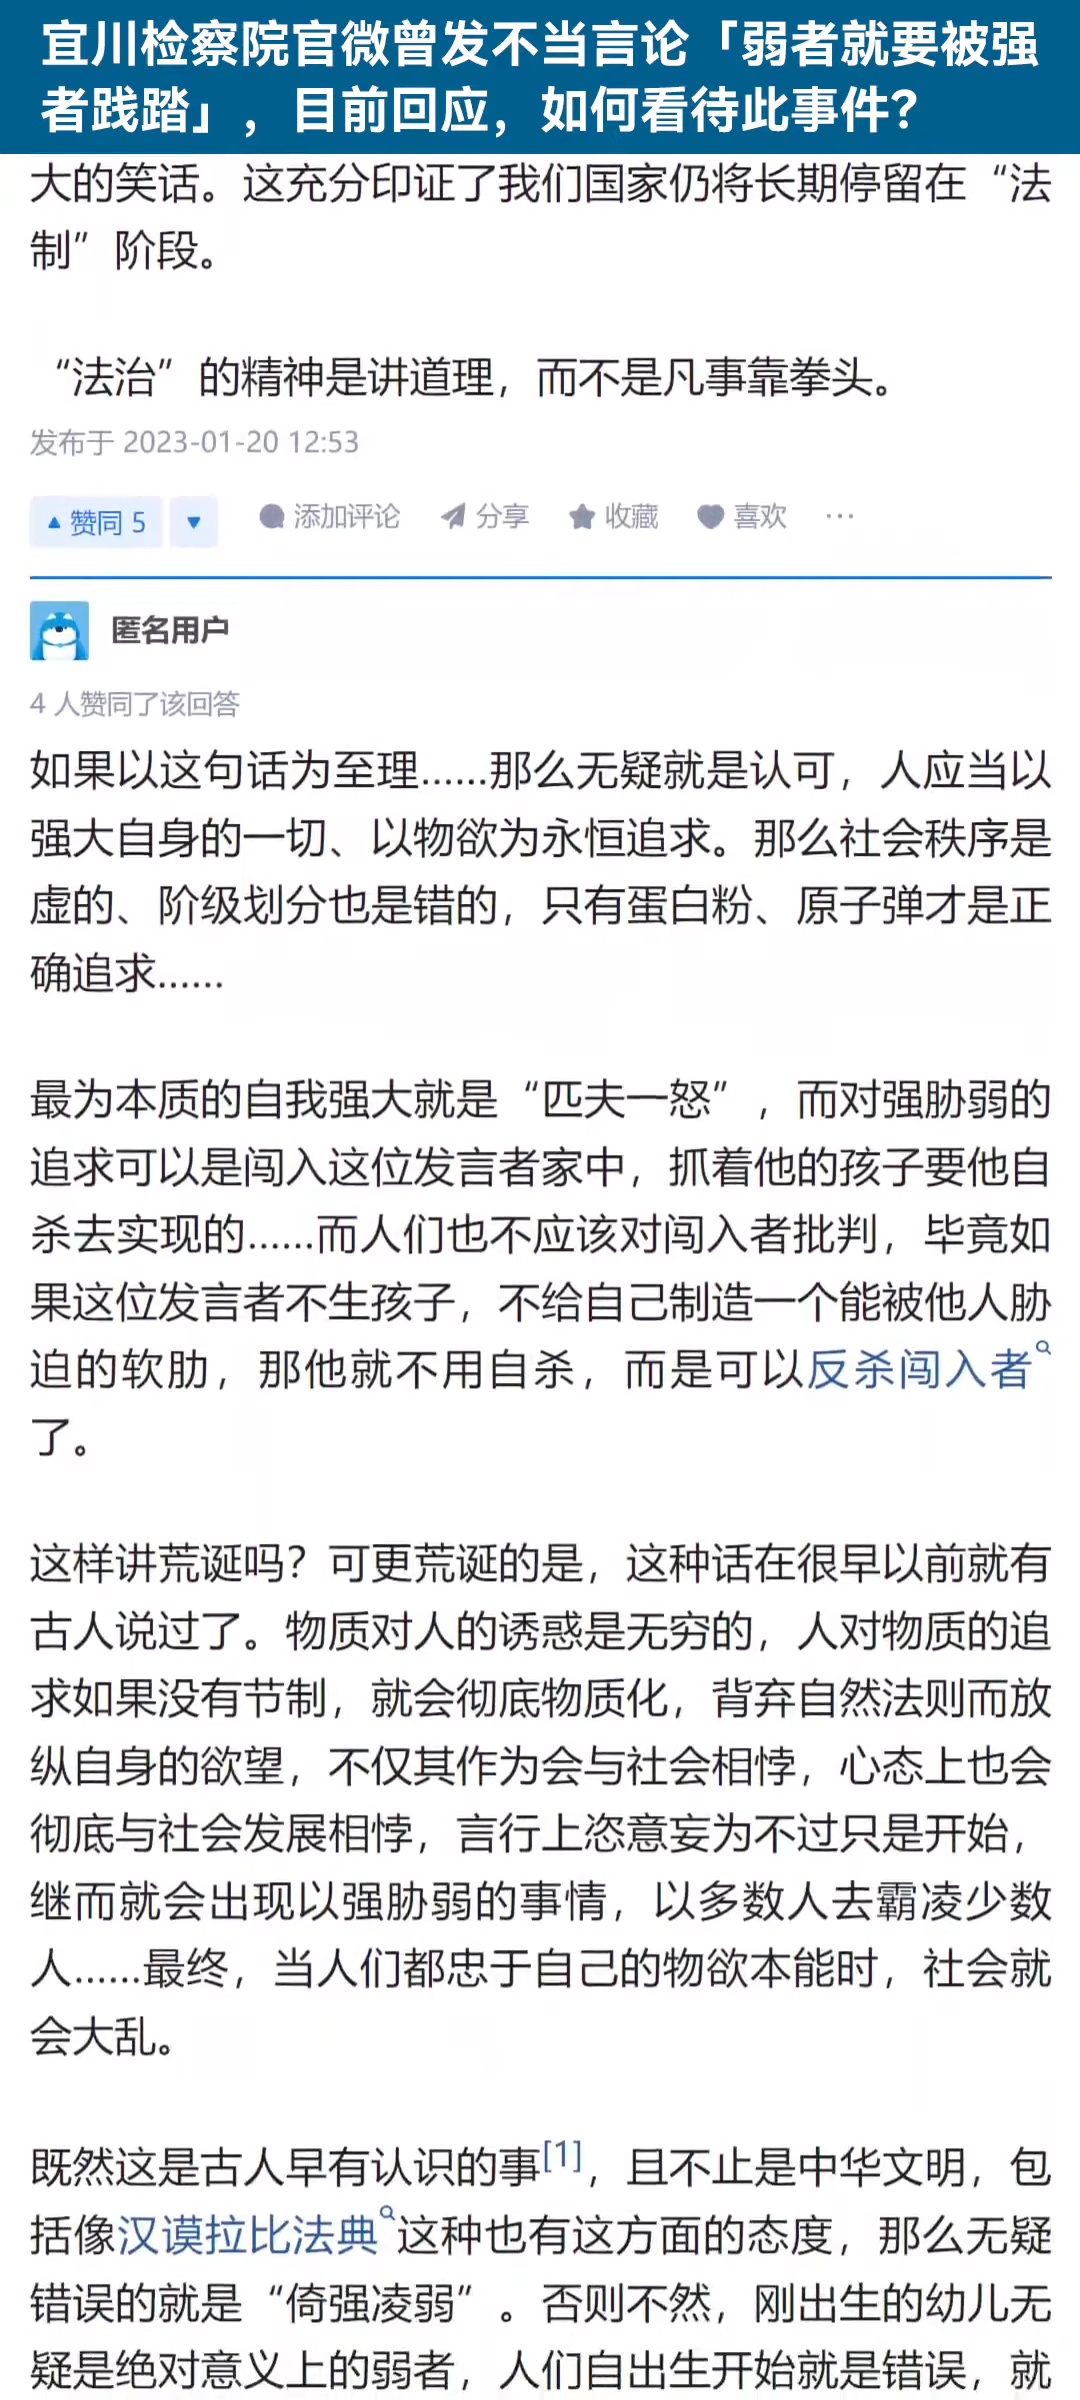 宜川检察院官微曾发不当言论「弱者就要被强
者践踏」，目前回应，如何看待此事件？
大的笑话。这充分印证了我们国家仍将长期停留在“法
制”阶段。
“法治”的精神是讲道理，而不是凡事靠拳头。
发布于 2023-01-20 12:53
赞同 5 添加评论 分享 收藏 喜欢 ···
匿名用户
4 人赞同了该回答
如果以这句话为至理......那么无疑就是认可，人应当以
强大自身的一切、以物欲为永恒追求。那么社会秩序是
虚的、阶级划分也是错的，只有蛋白粉、原子弹才是正
确追求......
最为本质的自我强大就是“匹夫一怒”，而对强胁弱的
追求可以是闯入这位发言者家中，抓着他的孩子要他自
杀去实现的......而人们也不应该对闯入者批判，毕竟如
果这位发言者不生孩子，不给自己制造一个能被他人胁
迫的软肋，那他就不用自杀，而是可以反杀闯入者
了。
这样讲荒诞吗？可更荒诞的是，这种话在很早以前就有
古人说过了。物质对人的诱惑是无穷的，人对物质的追
求如果没有节制，就会彻底物质化，背弃自然法则而放
纵自身的欲望，不仅其作为会与社会相悖，心态上也会
彻底与社会发展相悖，言行上恣意妄为不过只是开始，
继而就会出现以强胁弱的事情，以多数人去霸凌少数
人......最终，当人们都忠于自己的物欲本能时，社会就
会大乱。
既然这是古人早有认识的事[1]，且不止是中华文明，包
括像汉谟拉比法典这种也有这方面的态度，那么无疑
错误的就是“倚强凌弱”。否则不然，刚出生的幼儿无
疑是绝对意义上的弱者，人们自出生开始就是错误，就